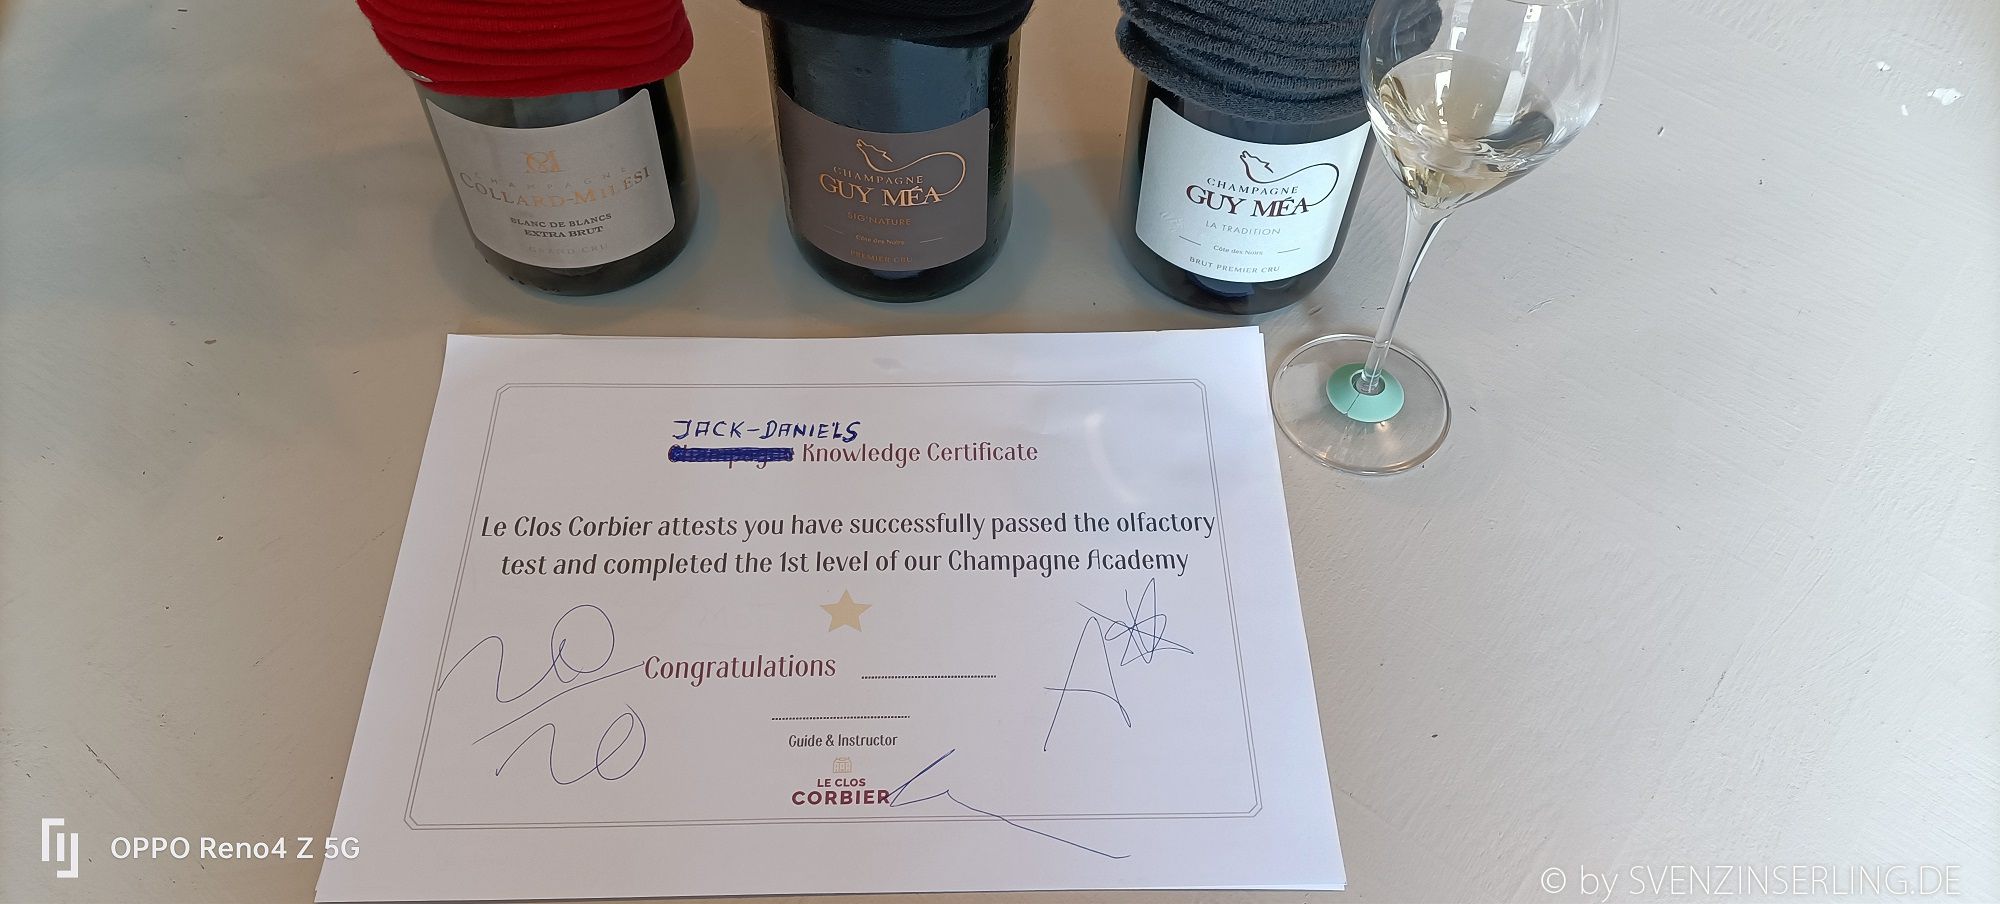 CHAMPAGNE
COLLARD-MILESI
BLANC DE BLANCS
EXTRA BRUT
GRAND CRU
CHAMPAGNE
GUY MÉA
SIG'NATURE
Côte des Noirs
PREMIER CRU
CHAMPAGNE
GUY MÉA
LA TRADITION
Côte des Noirs
BRUT PREMIER CRU
JACK-DANIEL'S
Champagne Knowledge Certificate
Le Clos Corbier attests you have successfully passed the olfactory
test and completed the 1st level of our Champagne Academy
20
20
A
Congratulations
Guide & Instructor
LE CLOS
CORBIER
OPPO Reno4 Z 5G
© by SVENZINSERLING.DE